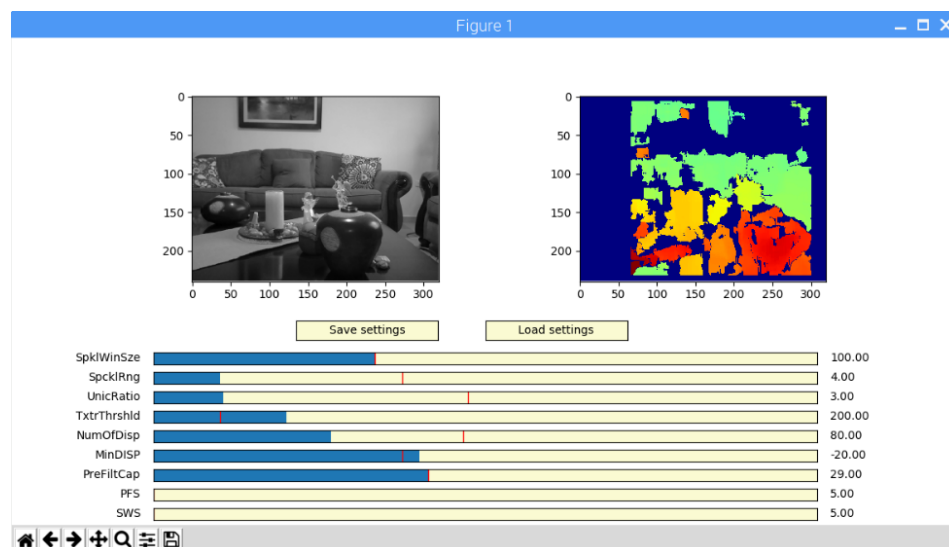 Figure 1
0
50
100
150
200
0 50 100 150 200 250 300
0
50
100
150
200
0 50 100 150 200 250 300
Save settings
Load settings
SpklWinSze 100.00
SpcklRng 4.00
UnicRatio 3.00
TxtrThrshld 200.00
NumOfDisp 80.00
MinDISP -20.00
PreFiltCap 29.00
PFS 5.00
SWS 5.00